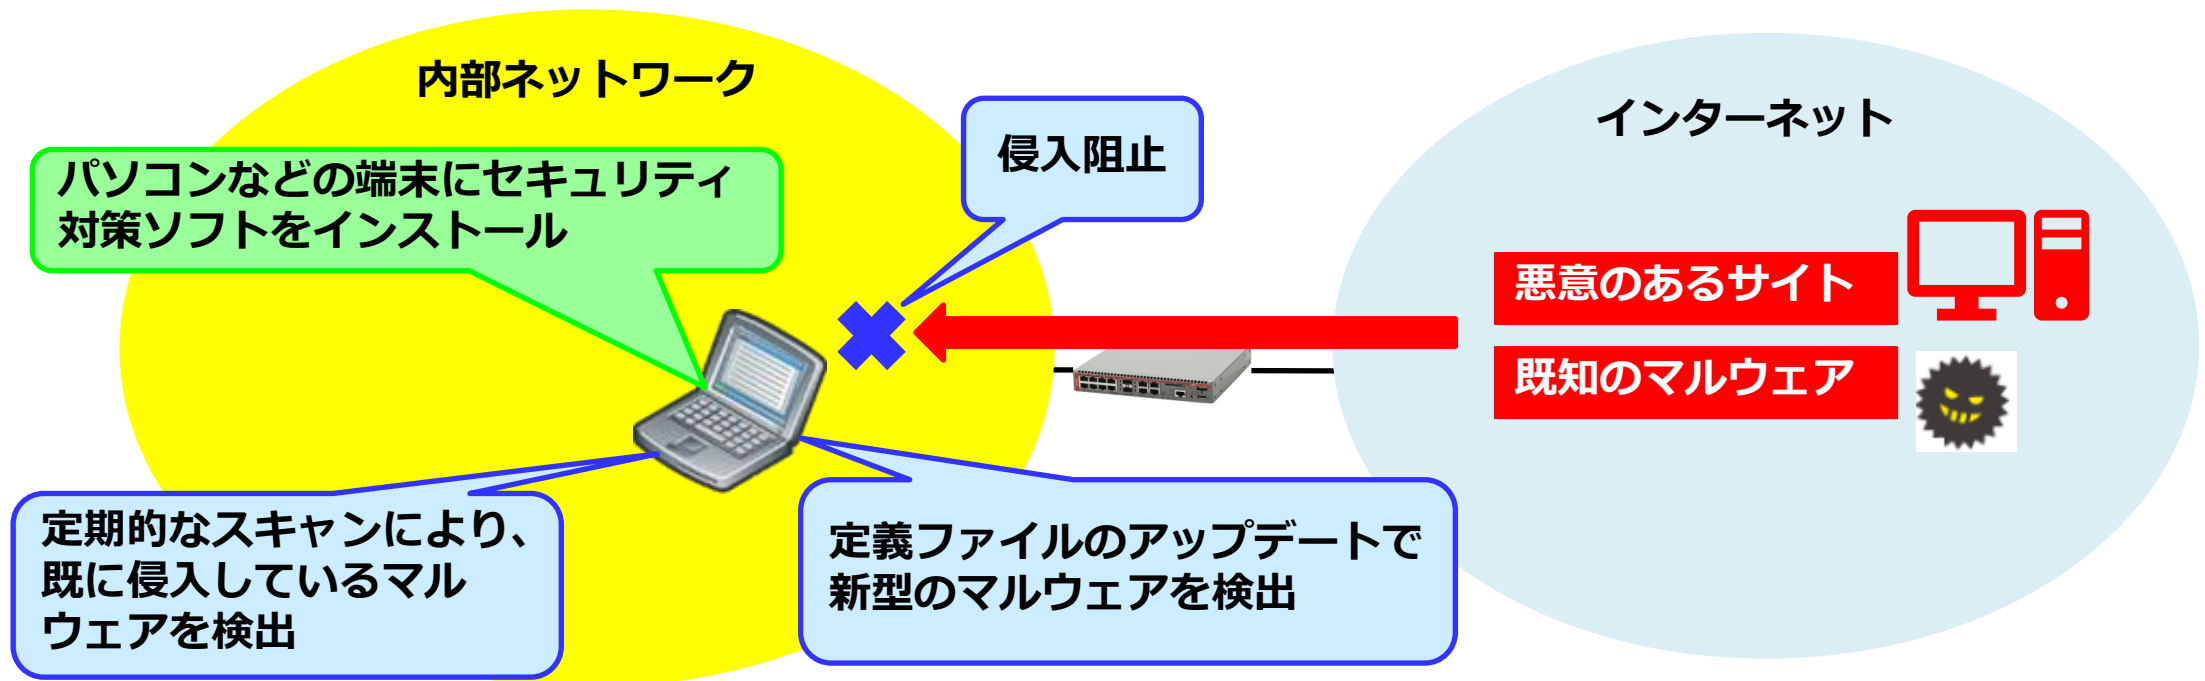 内部ネットワーク
パソコンなどの端末にセキュリティ
対策ソフトをインストール
侵入阻止
インターネット
悪意のあるサイト
既知のマルウェア
定期的なスキャンにより、
既に侵入しているマル
ウェアを検出
定義ファイルのアップデートで
新型のマルウェアを検出